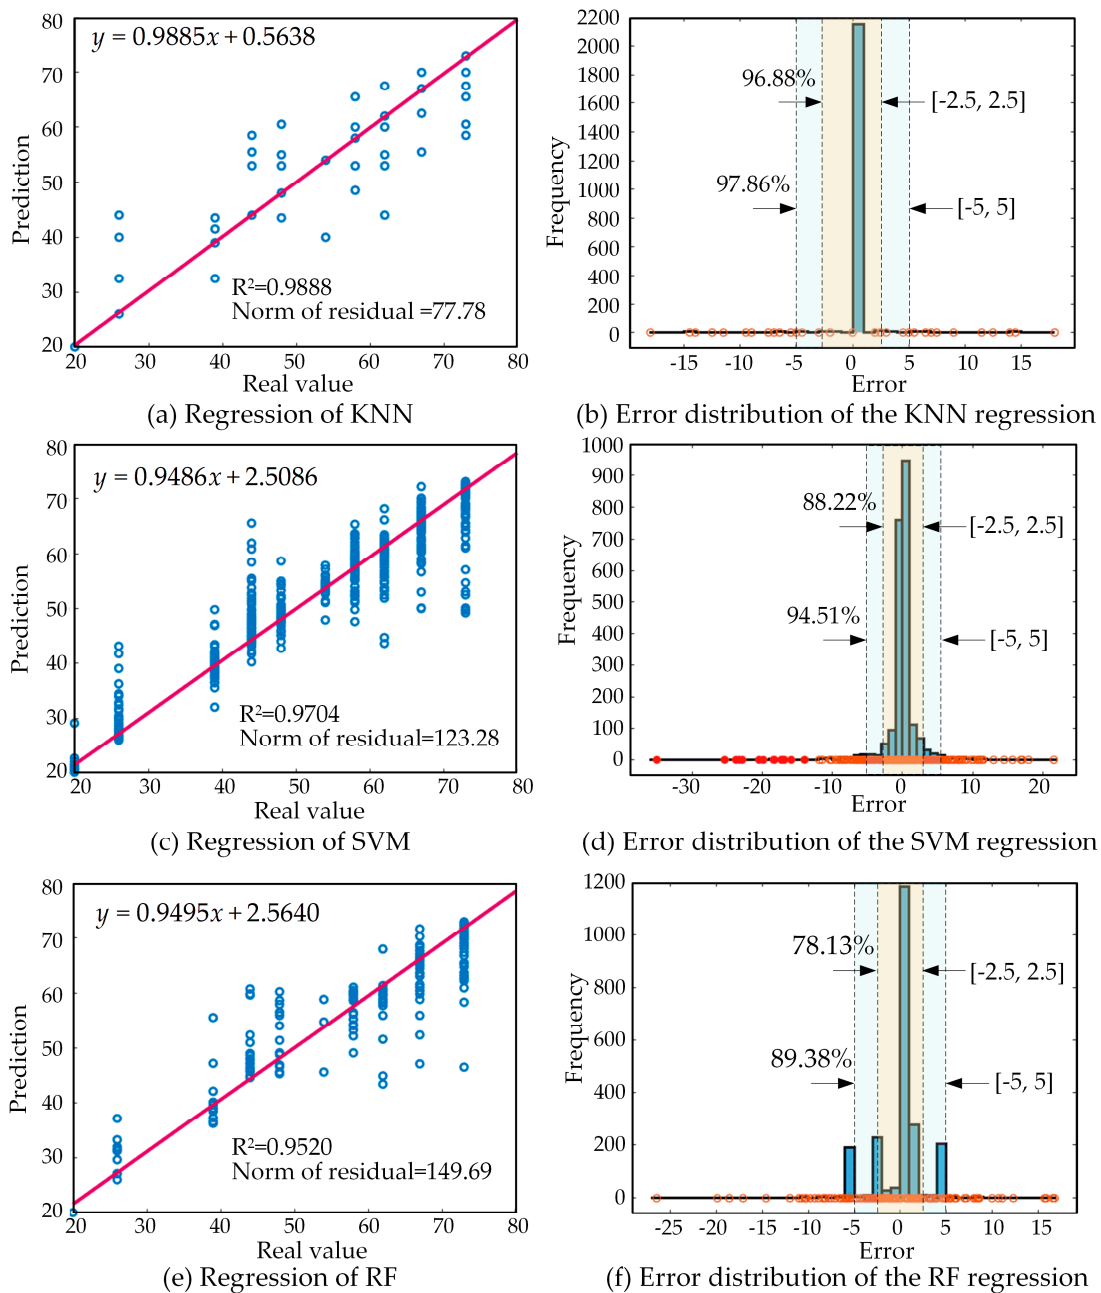 y = 0.9885x + 0.5638
80
70
60
50
40
30
20
Prediction
R²=0.9888
Norm of residual =77.78
20 30 40 50 60 70 80
Real value
(a) Regression of KNN
2200
2000
1800
1600
1400
1200
1000
800
600
400
200
0
Frequency
96.88%
[-2.5, 2.5]
97.86%
[-5, 5]
-15 -10 -5 0 5 10 15
Error
(b) Error distribution of the KNN regression
y = 0.9486x + 2.5086
80
70
60
50
40
30
20
Prediction
R²=0.9704
Norm of residual=123.28
20 30 40 50 60 70 80
Real value
(c) Regression of SVM
1000
900
800
700
600
500
400
300
200
100
0
Frequency
88.22%
[-2.5, 2.5]
94.51%
[-5, 5]
-30 -20 -10 0 10 20
Error
(d) Error distribution of the SVM regression
y = 0.9495x + 2.5640
80
70
60
50
40
30
20
Prediction
R²=0.9520
Norm of residual=149.69
20 30 40 50 60 70 80
Real value
(e) Regression of RF
1200
1000
800
600
400
200
0
Frequency
78.13%
[-2.5, 2.5]
89.38%
[-5, 5]
-25 -20 -15 -10 -5 0 5 10 15
Error
(f) Error distribution of the RF regression